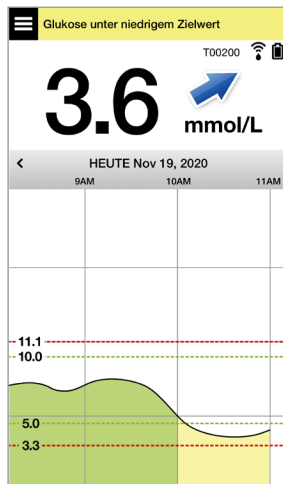 Glukose unter niedrigem Zielwert
T00200
3.6
mmol/L
HEUTE Nov 19, 2020
9AM 10AM 11AM
11.1
10.0
5.0
3.3